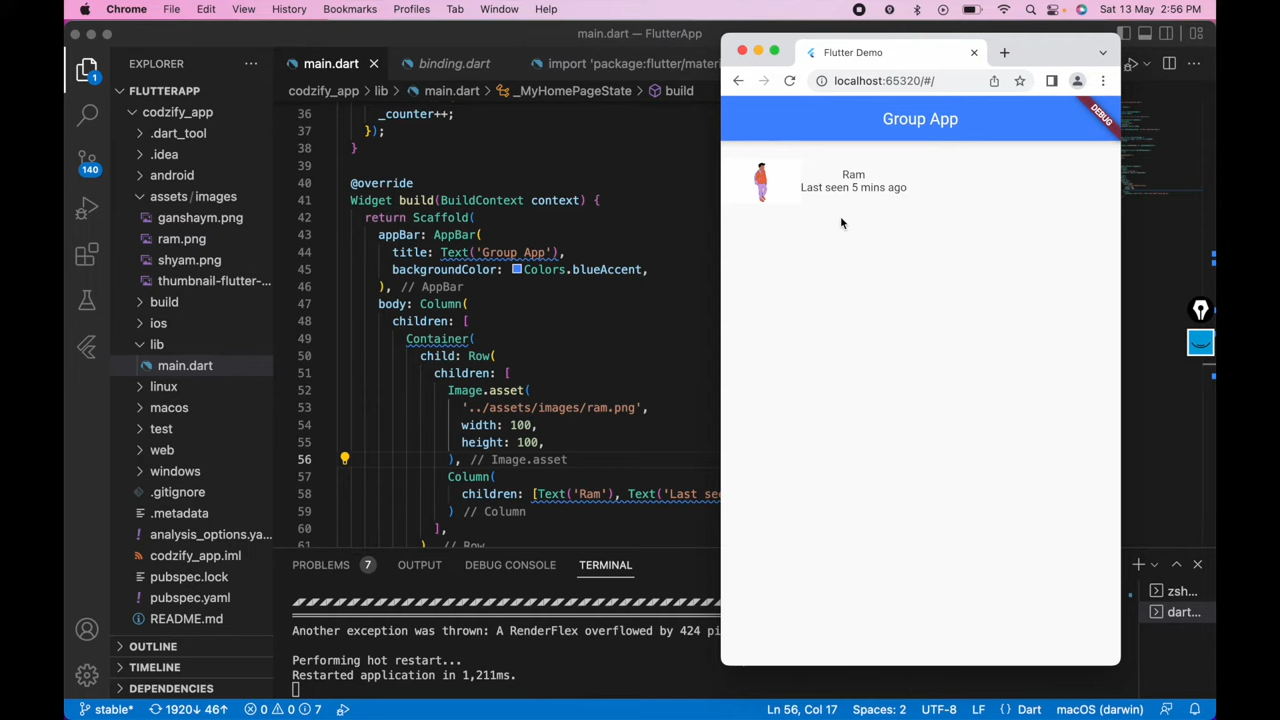 Chrome File Edit View History Bookmarks Profiles Tab Window Help Sat 13 May 2:56 PM
main.dart — FlutterApp
EXPLORER
FLUTTERAPP
codzify_app
.dart_tool
.idea
android
assets/images
ganshaym.png
ram.png
shyam.png
thumbnail-flutter-...
build
ios
lib
main.dart
linux
macos
test
web
windows
.gitignore
.metadata
analysis_options.ya...
codzify_app.iml
pubspec.lock
pubspec.yaml
README.md
OUTLINE
TIMELINE
DEPENDENCIES
1
140
main.dart binding.dart import 'package:flutter/mater
codzify_app > lib > main.dart > _MyHomePageState > build
36 _counter++;
37 });
38 }
39
40 @override
41 Widget build(BuildContext context) {
42 return Scaffold(
43 appBar: AppBar(
44 title: Text('Group App'),
45 backgroundColor: Colors.blueAccent,
46 ), // AppBar
47 body: Column(
48 children: [
49 Container(
50 child: Row(
51 children: [
52 Image.asset(
53 '../assets/images/ram.png',
54 width: 100,
55 height: 100,
56 ), // Image.asset
57 Column(
58 children: [Text('Ram'), Text('Last see
59 ) // Column
60 ],
61 ) // Row
PROBLEMS 7 OUTPUT DEBUG CONSOLE TERMINAL
Another exception was thrown: A RenderFlex overflowed by 424 pi
Performing hot restart...
Restarted application in 1,211ms.
zsh...
dart...
Flutter Demo
localhost:65320/#/
Group App
DEBUG
Ram
Last seen 5 mins ago
stable* 1920↓ 46↑ 0 0 7 Ln 56, Col 17 Spaces: 2 UTF-8 LF {} Dart macOS (darwin)